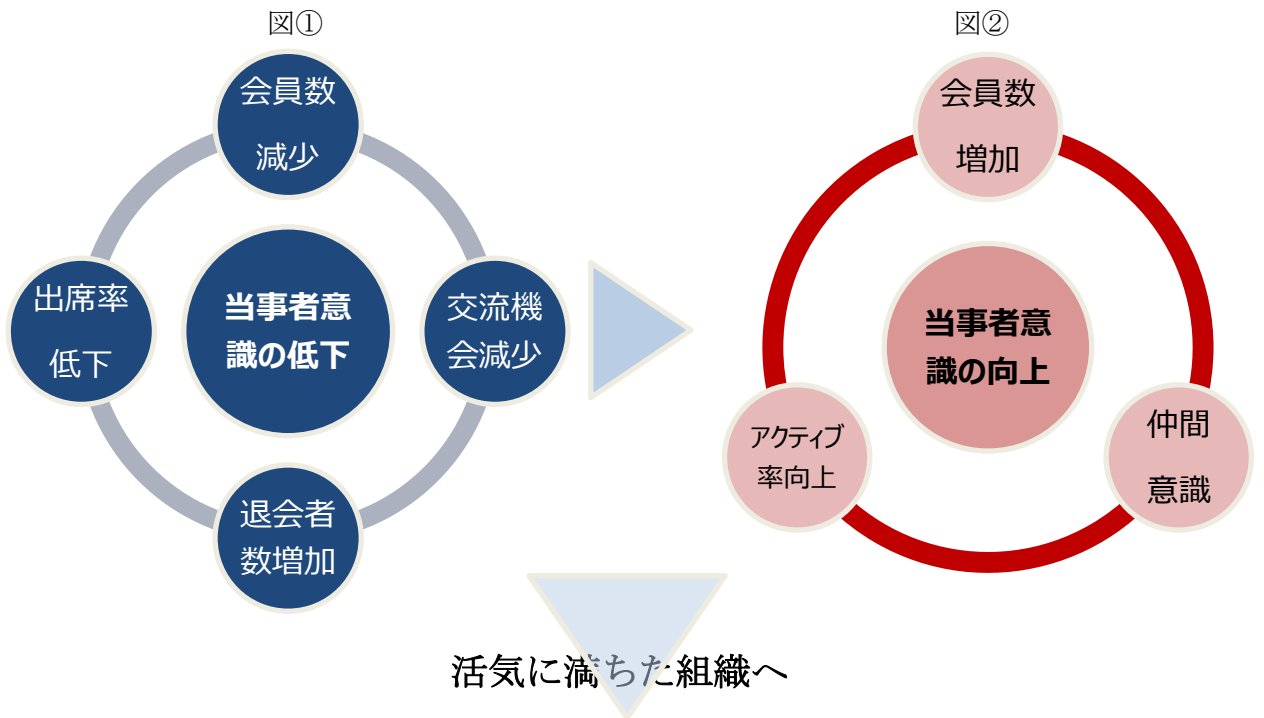 図①
会員数
減少
出席率
低下
当事者意
識の低下
交流機
会減少
退会者
数増加
図②
会員数
増加
当事者意
識の向上
アクティブ
率向上
仲間
意識
活気に満ちた組織へ